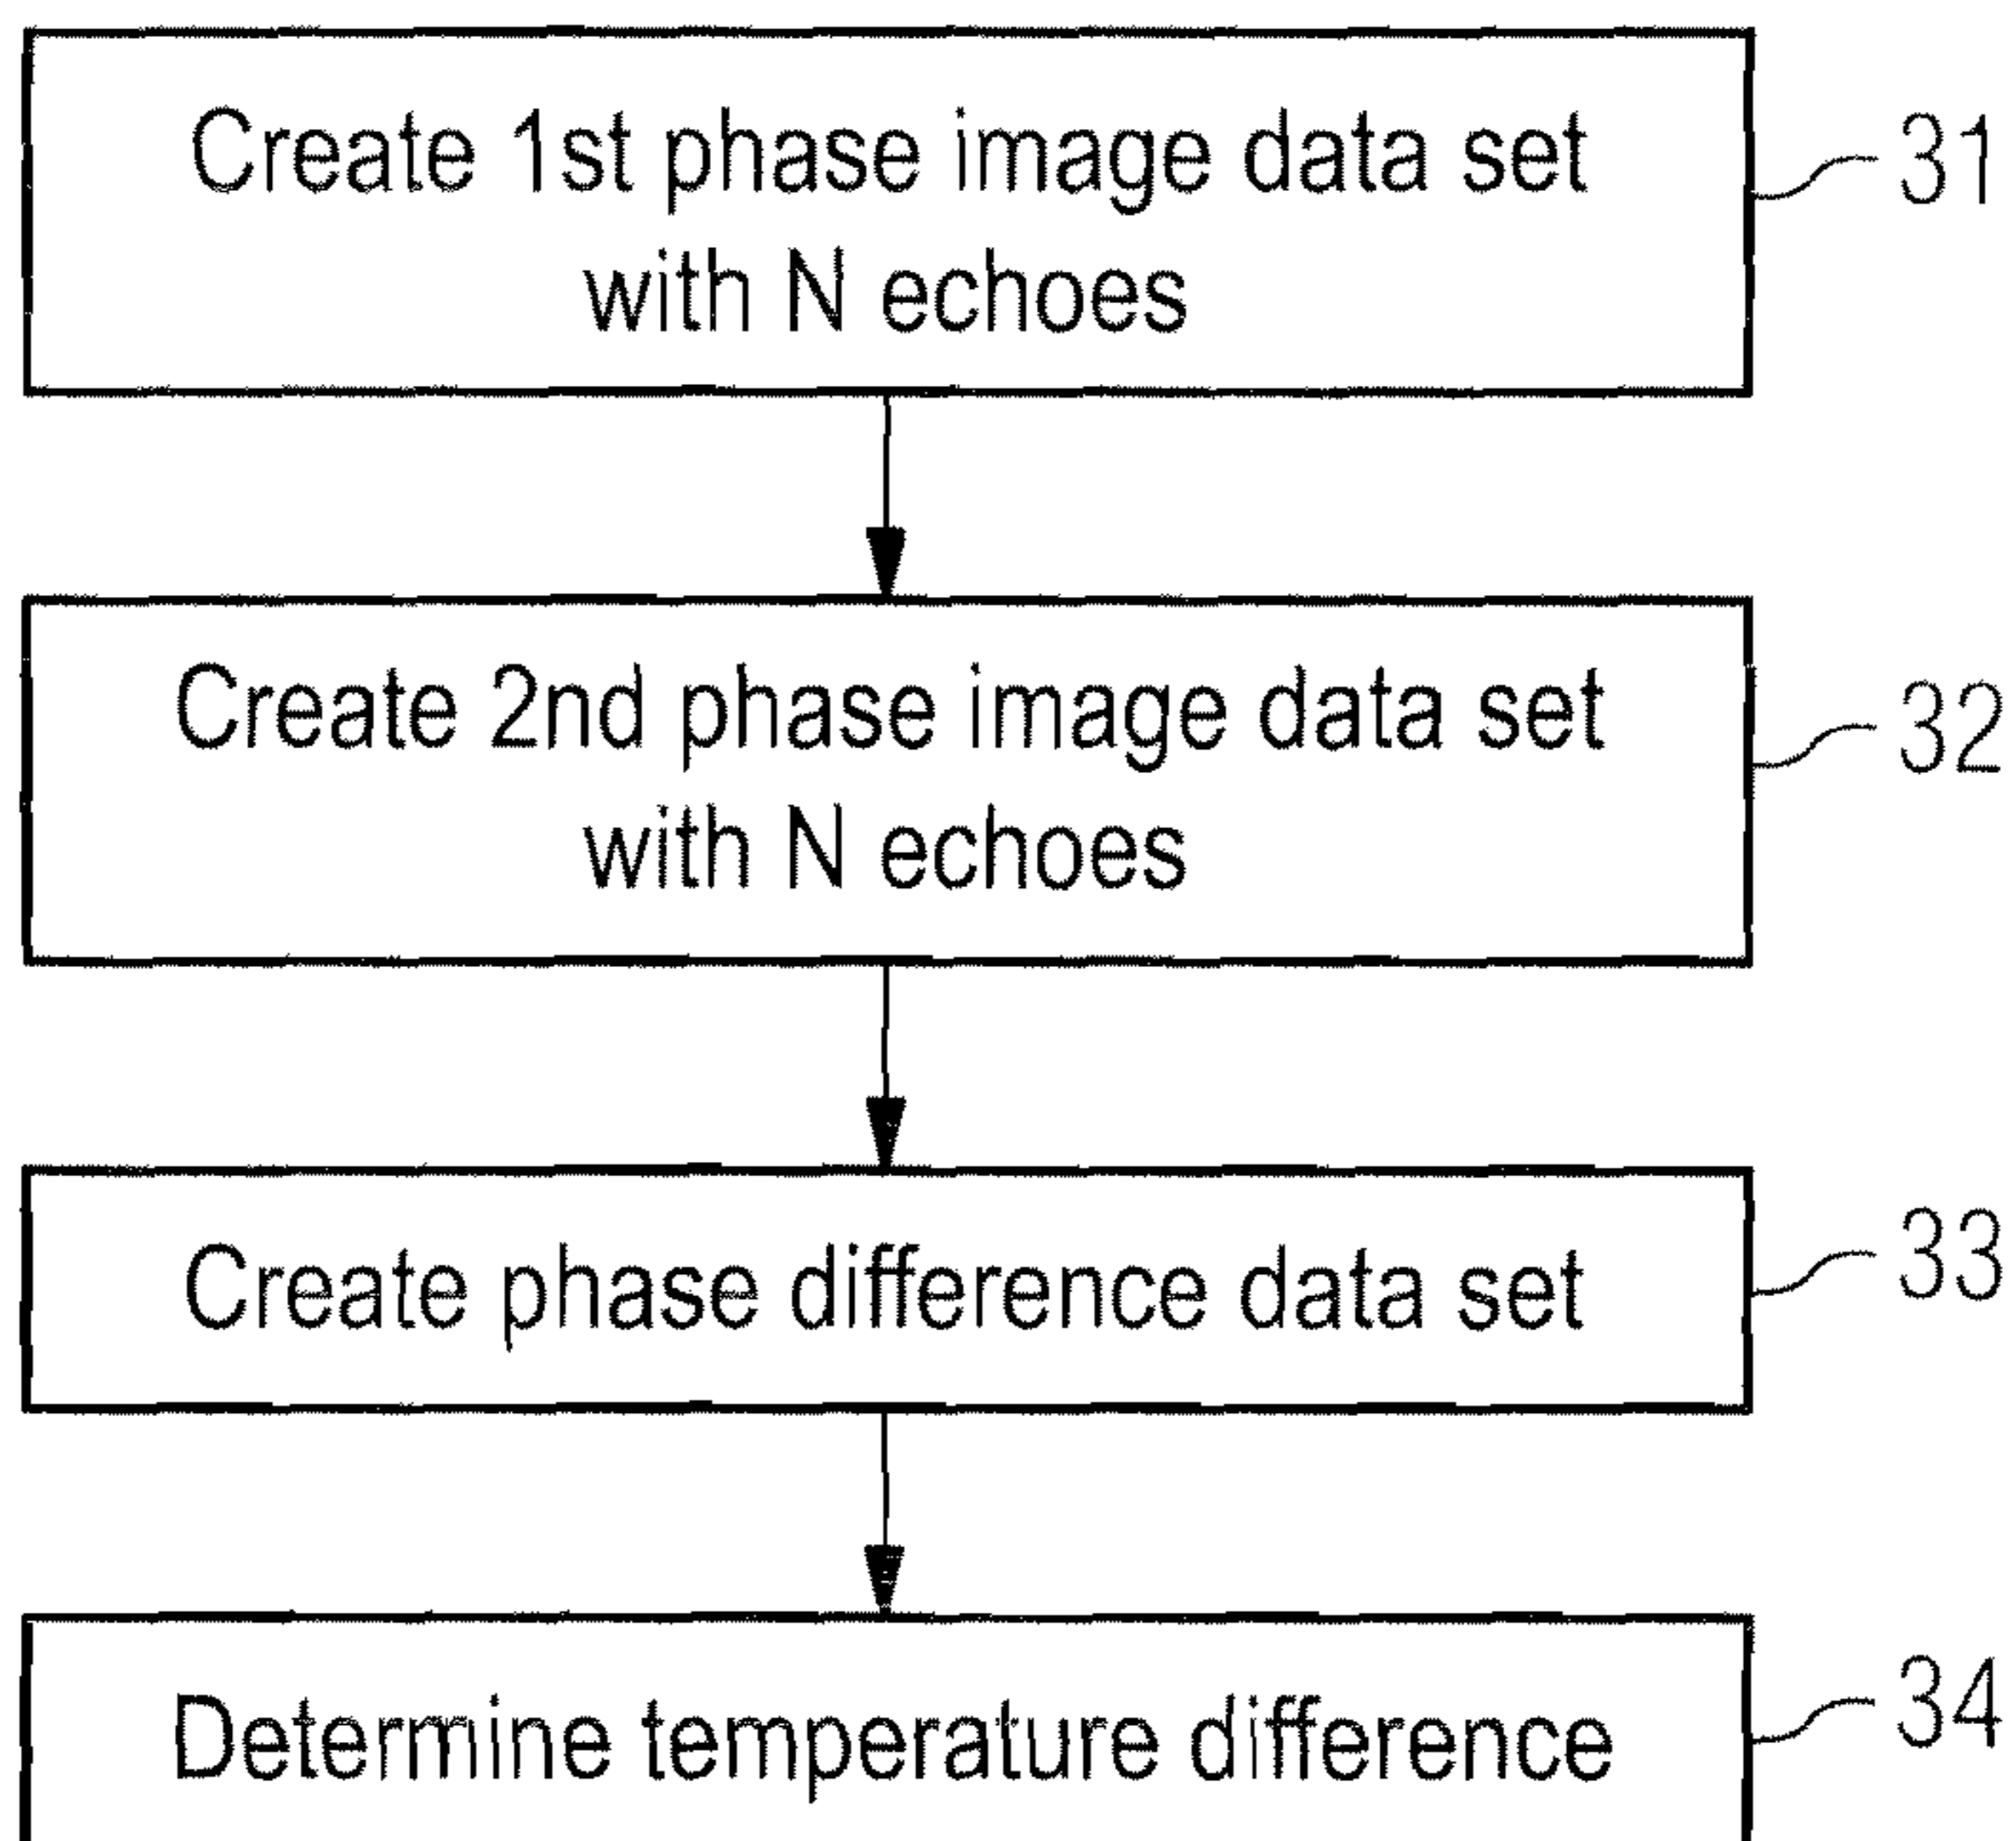 Create 1st phase image data set
with N echoes
31
Create 2nd phase image data set
with N echoes
32
Create phase difference data set
33
Determine temperature difference
34